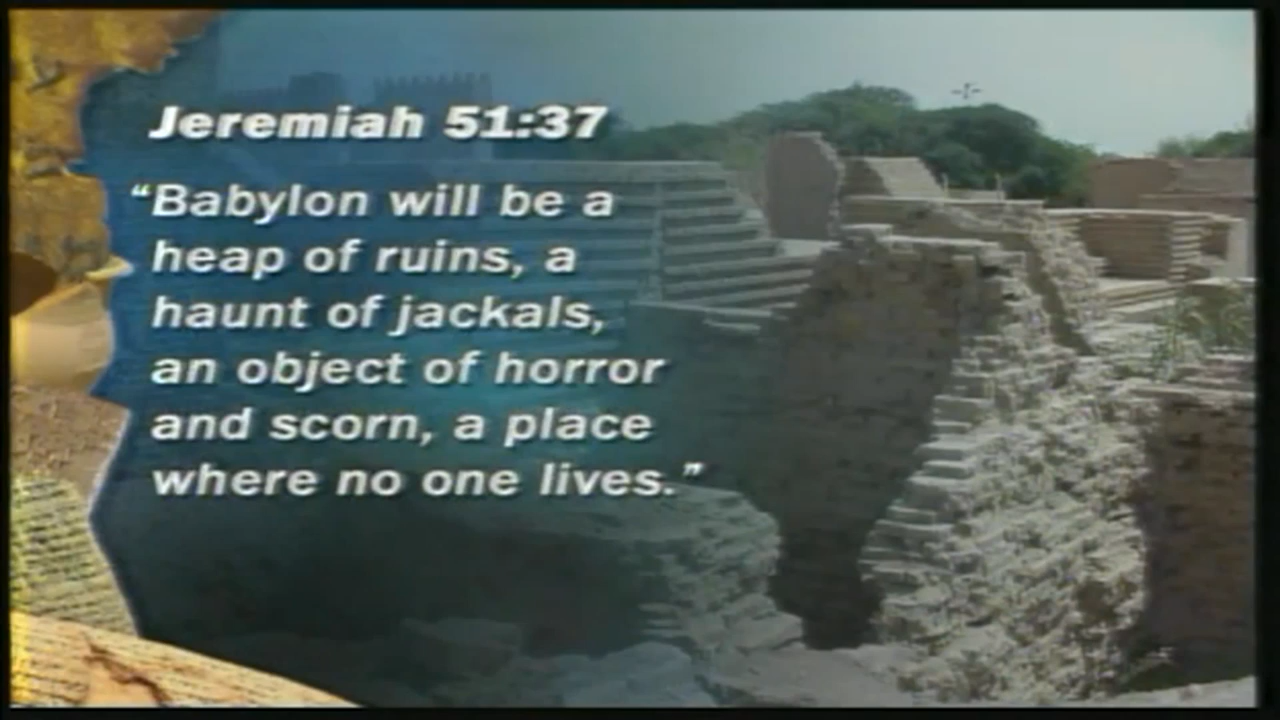 Jeremiah 51:37
“Babylon will be a
heap of ruins, a
haunt of jackals,
an object of horror
and scorn, a place
where no one lives.”